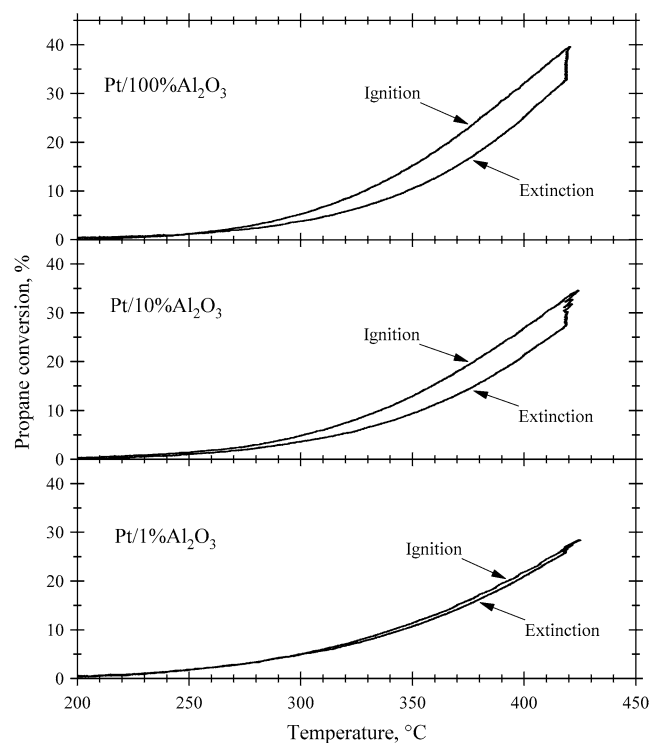 40
Pt/100%Al₂O₃
Ignition
30
20
Extinction
10
0
40
Pt/10%Al₂O₃
Ignition
30
20
Extinction
10
0
Propane conversion, %
40
Pt/1%Al₂O₃
Ignition
30
20
Extinction
10
0
200 250 300 350 400 450
Temperature, °C